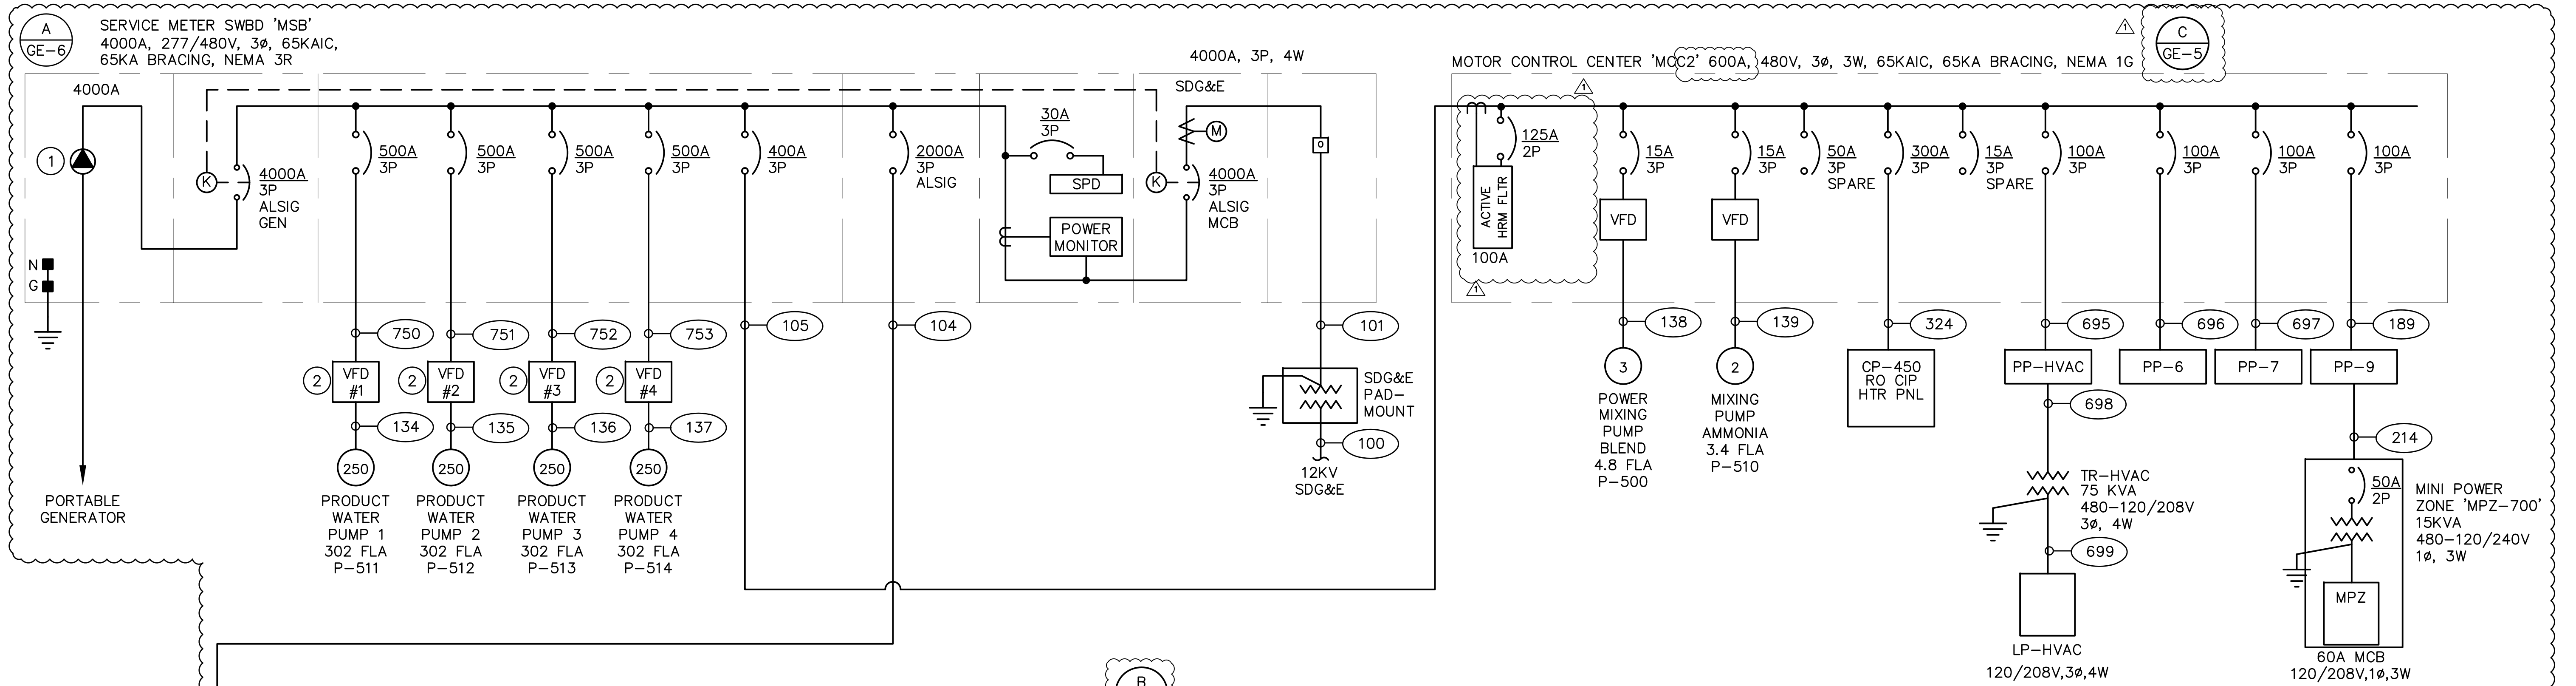 A
GE-6
SERVICE METER SWBD 'MSB'
4000A, 277/480V, 3ø, 65KAIC,
65KA BRACING, NEMA 3R
4000A
1
N
G
PORTABLE
GENERATOR
K
4000A
3P
ALSIG
GEN
500A
3P
500A
3P
500A
3P
500A
3P
400A
3P
2000A
3P
ALSIG
30A
3P
SPD
POWER
MONITOR
4000A, 3P, 4W
SDG&E
M
K
4000A
3P
ALSIG
MCB
750
751
752
753
105
104
101
2
VFD
#1
2
VFD
#2
2
VFD
#3
2
VFD
#4
134
135
136
137
250
250
250
250
PRODUCT
WATER
PUMP 1
302 FLA
P-511
PRODUCT
WATER
PUMP 2
302 FLA
P-512
PRODUCT
WATER
PUMP 3
302 FLA
P-513
PRODUCT
WATER
PUMP 4
302 FLA
P-514
SDG&E
PAD-
MOUNT
100
12KV
SDG&E
B
MOTOR CONTROL CENTER 'MCC2' 600A, 480V, 3ø, 3W, 65KAIC, 65KA BRACING, NEMA 1G
1
C
GE-5
1
125A
2P
ACTIVE
HRM FLTR
100A
1
15A
3P
VFD
15A
3P
VFD
50A
3P
SPARE
300A
3P
15A
3P
SPARE
100A
3P
100A
3P
100A
3P
100A
3P
138
139
324
695
696
697
189
3
POWER
MIXING
PUMP
BLEND
4.8 FLA
P-500
2
MIXING
PUMP
AMMONIA
3.4 FLA
P-510
CP-450
RO CIP
HTR PNL
PP-HVAC
PP-6
PP-7
PP-9
698
TR-HVAC
75 KVA
480-120/208V
3ø, 4W
699
LP-HVAC
120/208V,3ø,4W
214
50A
2P
MINI POWER
ZONE 'MPZ-700'
15KVA
480-120/240V
1ø, 3W
MPZ
60A MCB
120/208V,1ø,3W